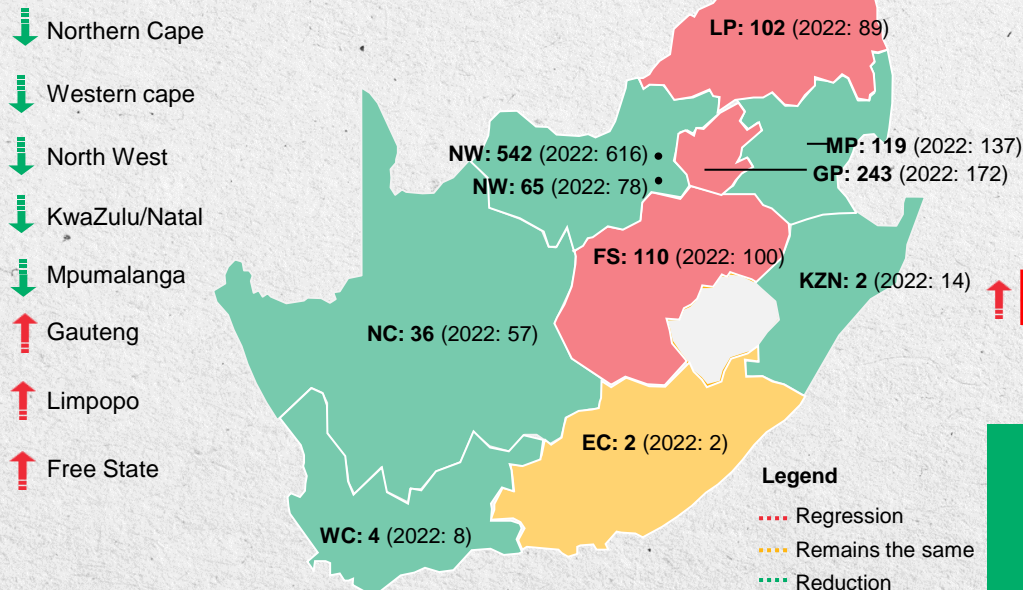 Northern Cape
Western cape
North West
KwaZulu/Natal
Mpumalanga
Gauteng
Limpopo
Free State
LP: 102 (2022: 89)
NW: 542 (2022: 616)
NW: 65 (2022: 78)
MP: 119 (2022: 137)
GP: 243 (2022: 172)
FS: 110 (2022: 100)
KZN: 2 (2022: 14)
NC: 36 (2022: 57)
EC: 2 (2022: 2)
WC: 4 (2022: 8)
Legend
Regression
Remains the same
Reduction